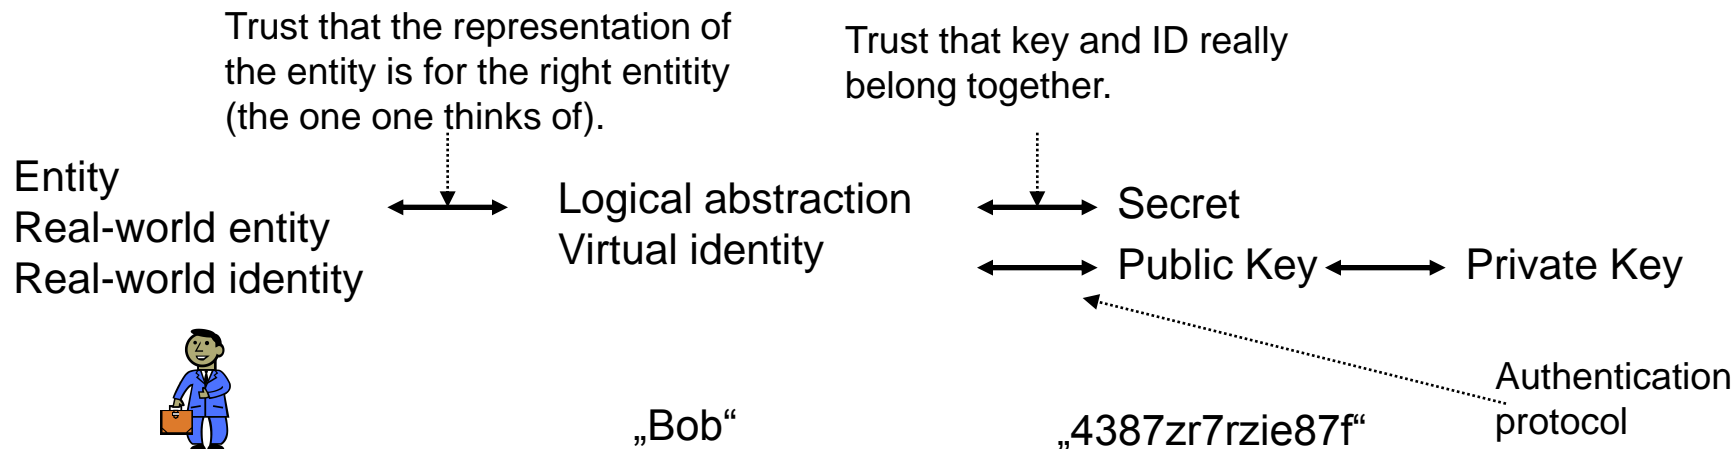 Trust that the representation of
the entity is for the right entitity
(the one one thinks of).
Trust that key and ID really
belong together.
Entity
Real-world entity
Real-world identity
Logical abstraction
Virtual identity
Secret
Public Key
Private Key
Authentication
protocol
„Bob“
„4387zr7rzie87f“